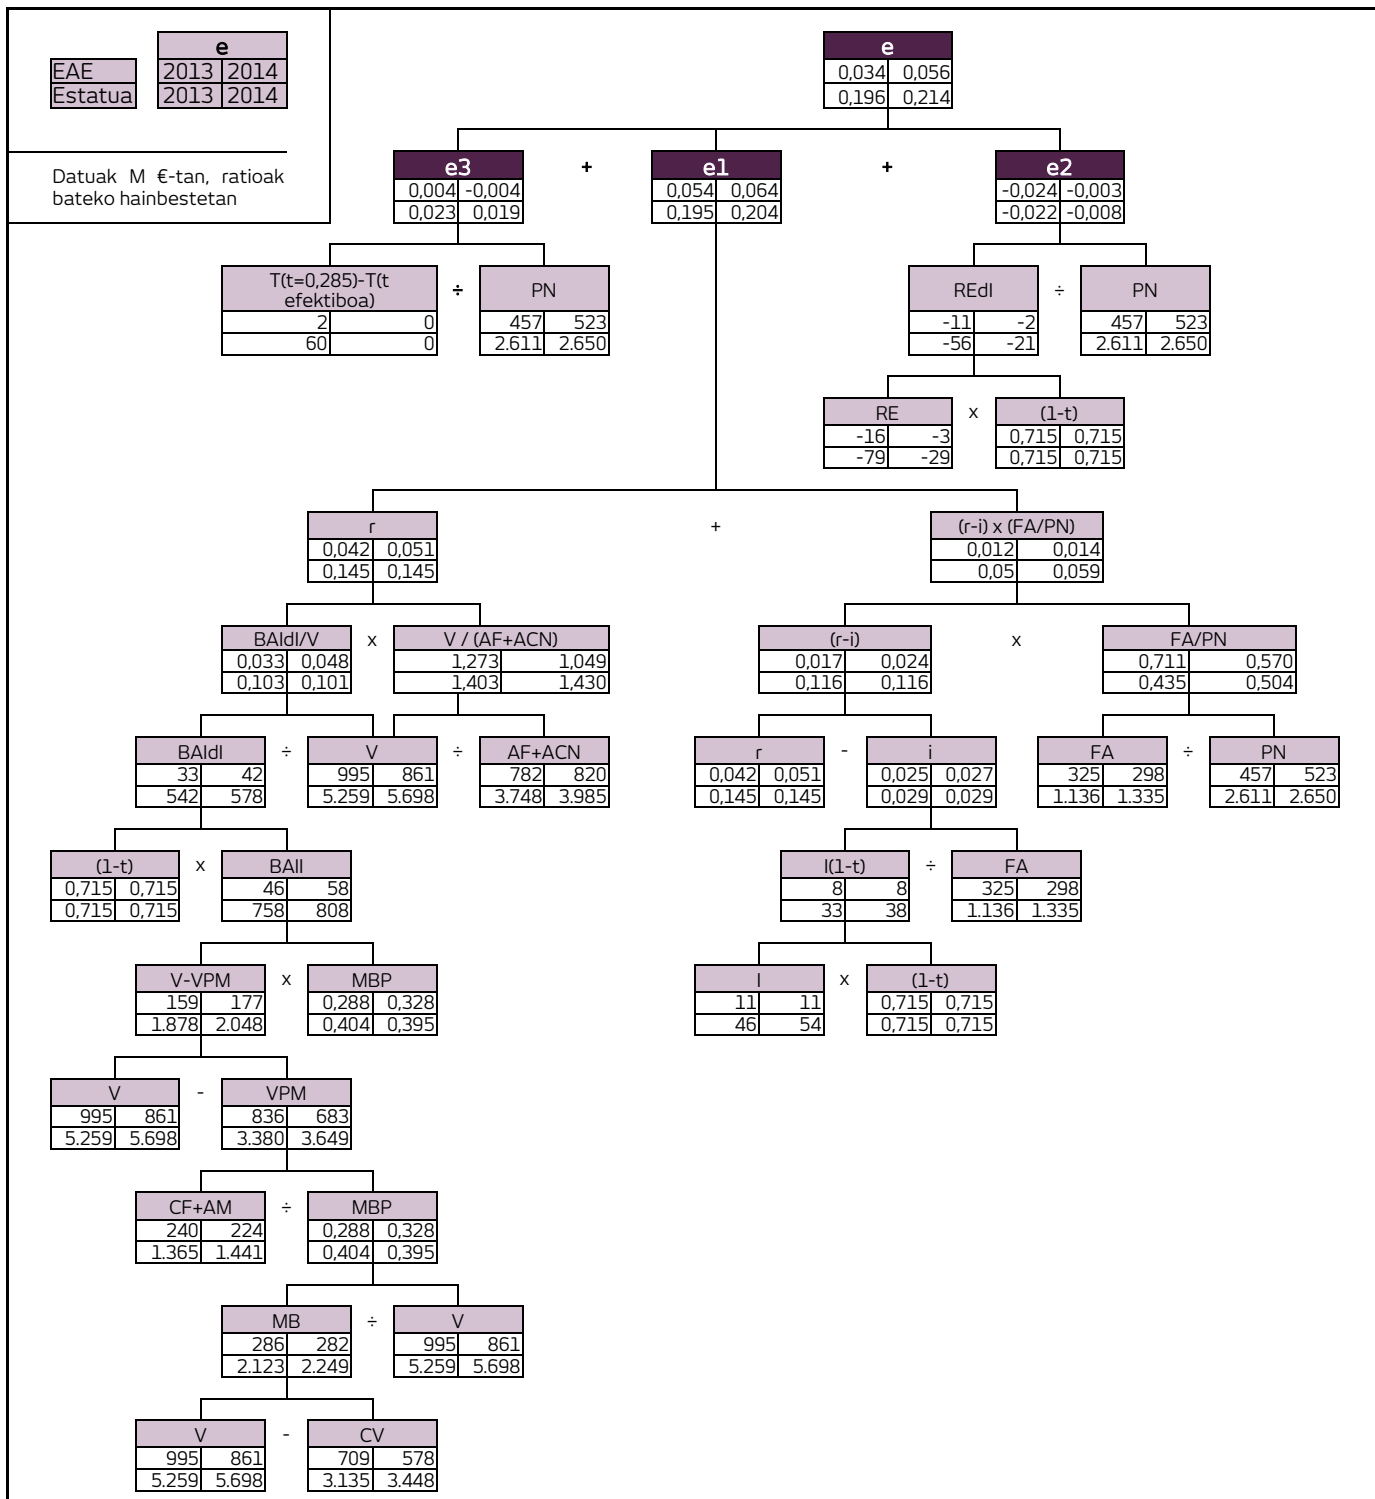 e
EAE 2013 2014
Estatua 2013 2014
Datuak M €-tan, ratioak
bateko hainbestetan
e
0,034 0,056
0,196 0,214
e3 + e1 + e2
0,004 -0,004 0,054 0,064 -0,024 -0,003
0,023 0,019 0,195 0,204 -0,022 -0,008
T(t=0,285)-T(t
efektiboa) ÷ PN REdI ÷ PN
2 0 457 523 -11 -2 457 523
60 0 2.611 2.650 -56 -21 2.611 2.650
RE x (1-t)
-16 -3 0,715 0,715
-79 -29 0,715 0,715
r + (r-i) x (FA/PN)
0,042 0,051 0,012 0,014
0,145 0,145 0,05 0,059
BAIdI/V x V / (AF+ACN) (r-i) x FA/PN
0,033 0,048 1,273 1,049 0,017 0,024 0,711 0,570
0,103 0,101 1,403 1,430 0,116 0,116 0,435 0,504
BAIdI ÷ V ÷ AF+ACN r - i FA ÷ PN
33 42 995 861 782 820 0,042 0,051 0,025 0,027 325 298 457 523
542 578 5.259 5.698 3.748 3.985 0,145 0,145 0,029 0,029 1.136 1.335 2.611 2.650
(1-t) x BAII I(1-t) ÷ FA
0,715 0,715 46 58 8 8 325 298
0,715 0,715 758 808 33 38 1.136 1.335
V-VPM x MBP I x (1-t)
159 177 0,288 0,328 11 11 0,715 0,715
1.878 2.048 0,404 0,395 46 54 0,715 0,715
V - VPM
995 861 836 683
5.259 5.698 3.380 3.649
CF+AM ÷ MBP
240 224 0,288 0,328
1.365 1.441 0,404 0,395
MB ÷ V
286 282 995 861
2.123 2.249 5.259 5.698
V - CV
995 861 709 578
5.259 5.698 3.135 3.448